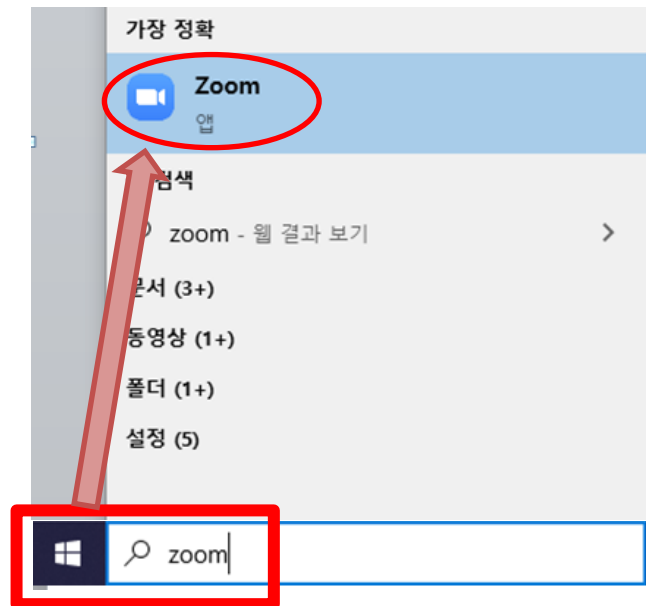 가장 정확
Zoom
앱
검색
zoom - 웹 결과 보기
문서 (3+)
동영상 (1+)
폴더 (1+)
설정 (5)
zoom